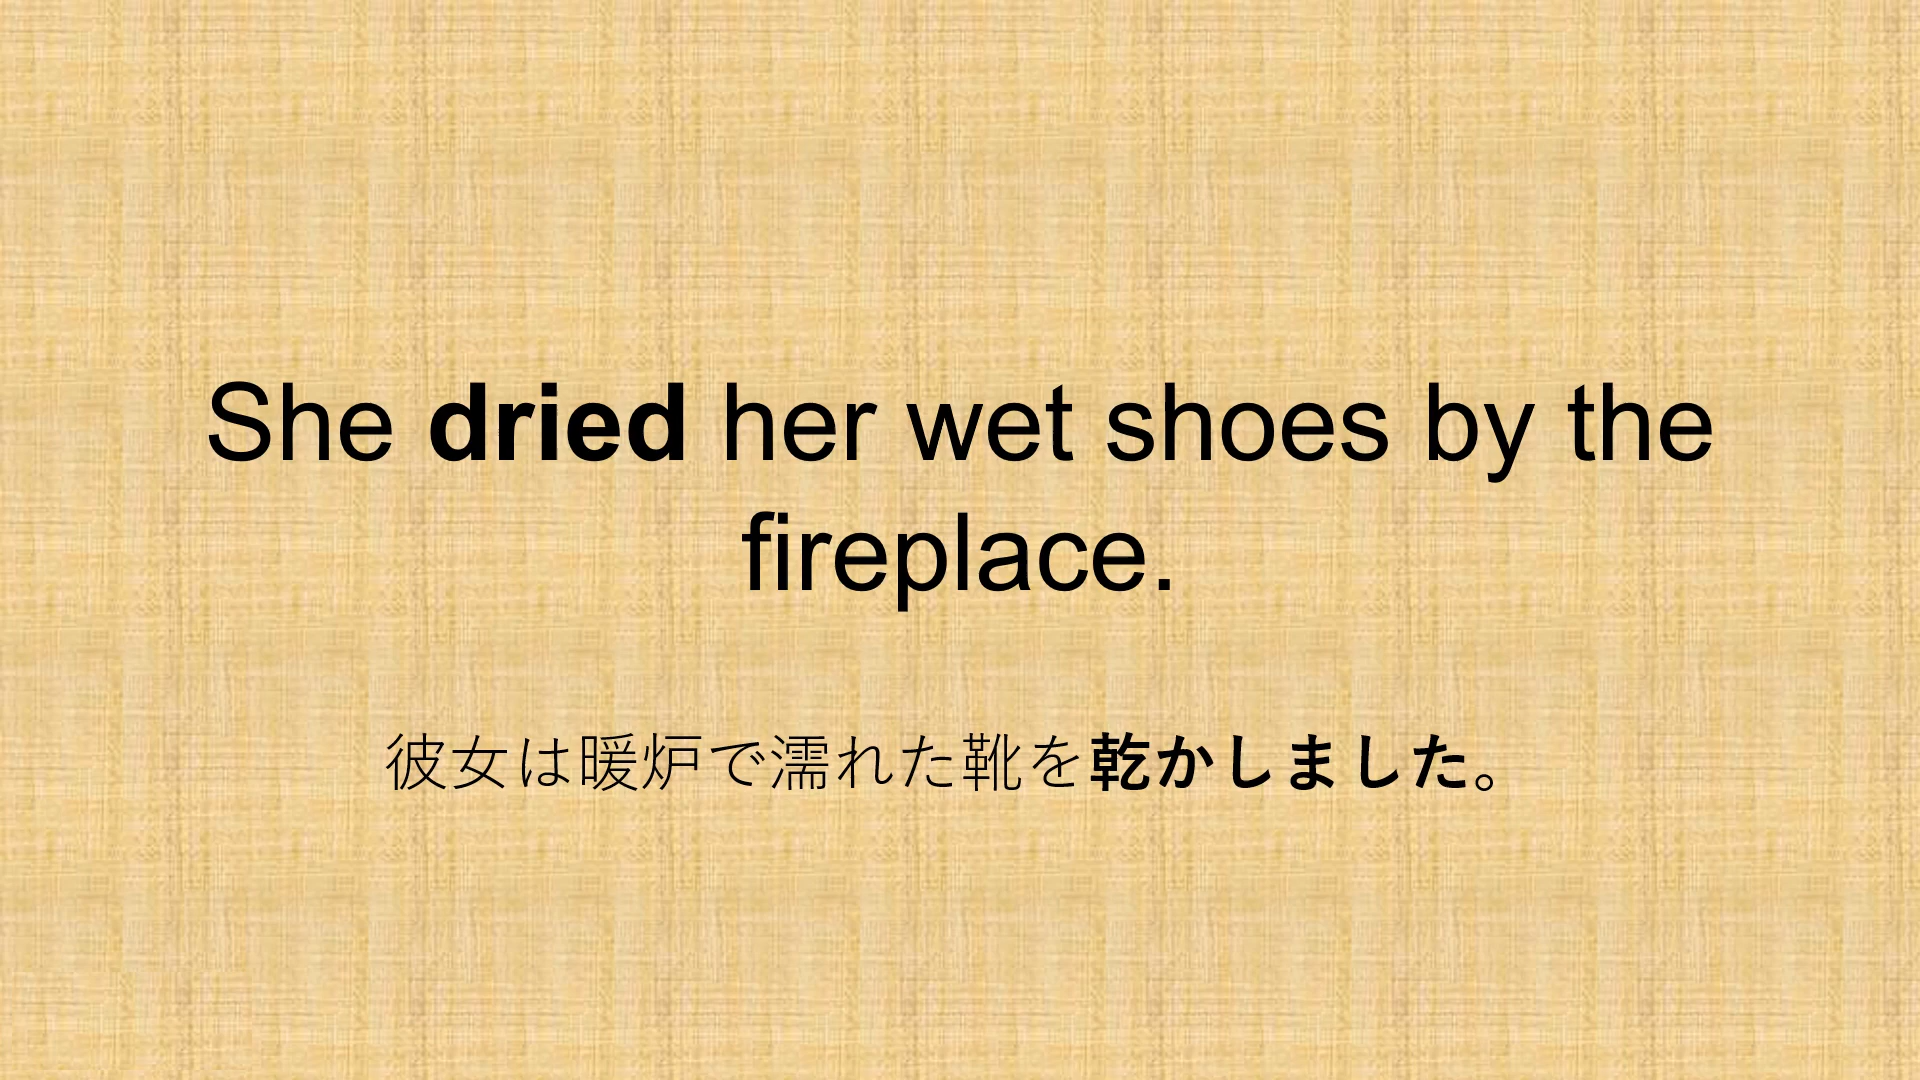 She dried her wet shoes by the
fireplace.
彼女は暖炉で濡れた靴を乾かしました。